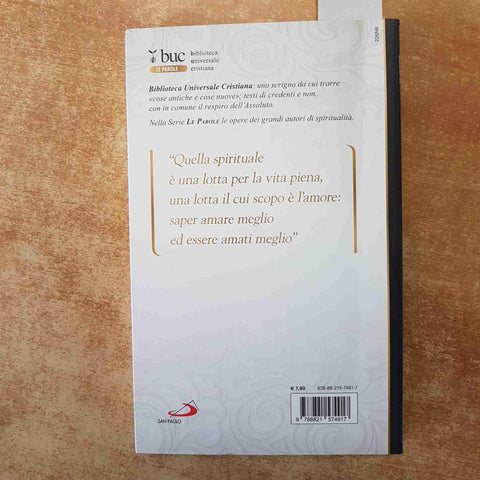 buc
LE PAROLE
biblioteca
universale
cristiana
Biblioteca Universale Cristiana: uno scrigno da cui trarre
«cose antiche e cose nuove»; testi di credenti e non,
con in comune il respiro dell'Assoluto.
Nella Serie LE PAROLE le opere dei grandi autori di spiritualità.
“Quella spirituale
è una lotta per la vita piena,
una lotta il cui scopo è l'amore:
saper amare meglio
ed essere amati meglio”
€ 7,90
978-88-215-7491-7
9 788821 574917
SAN PAOLO